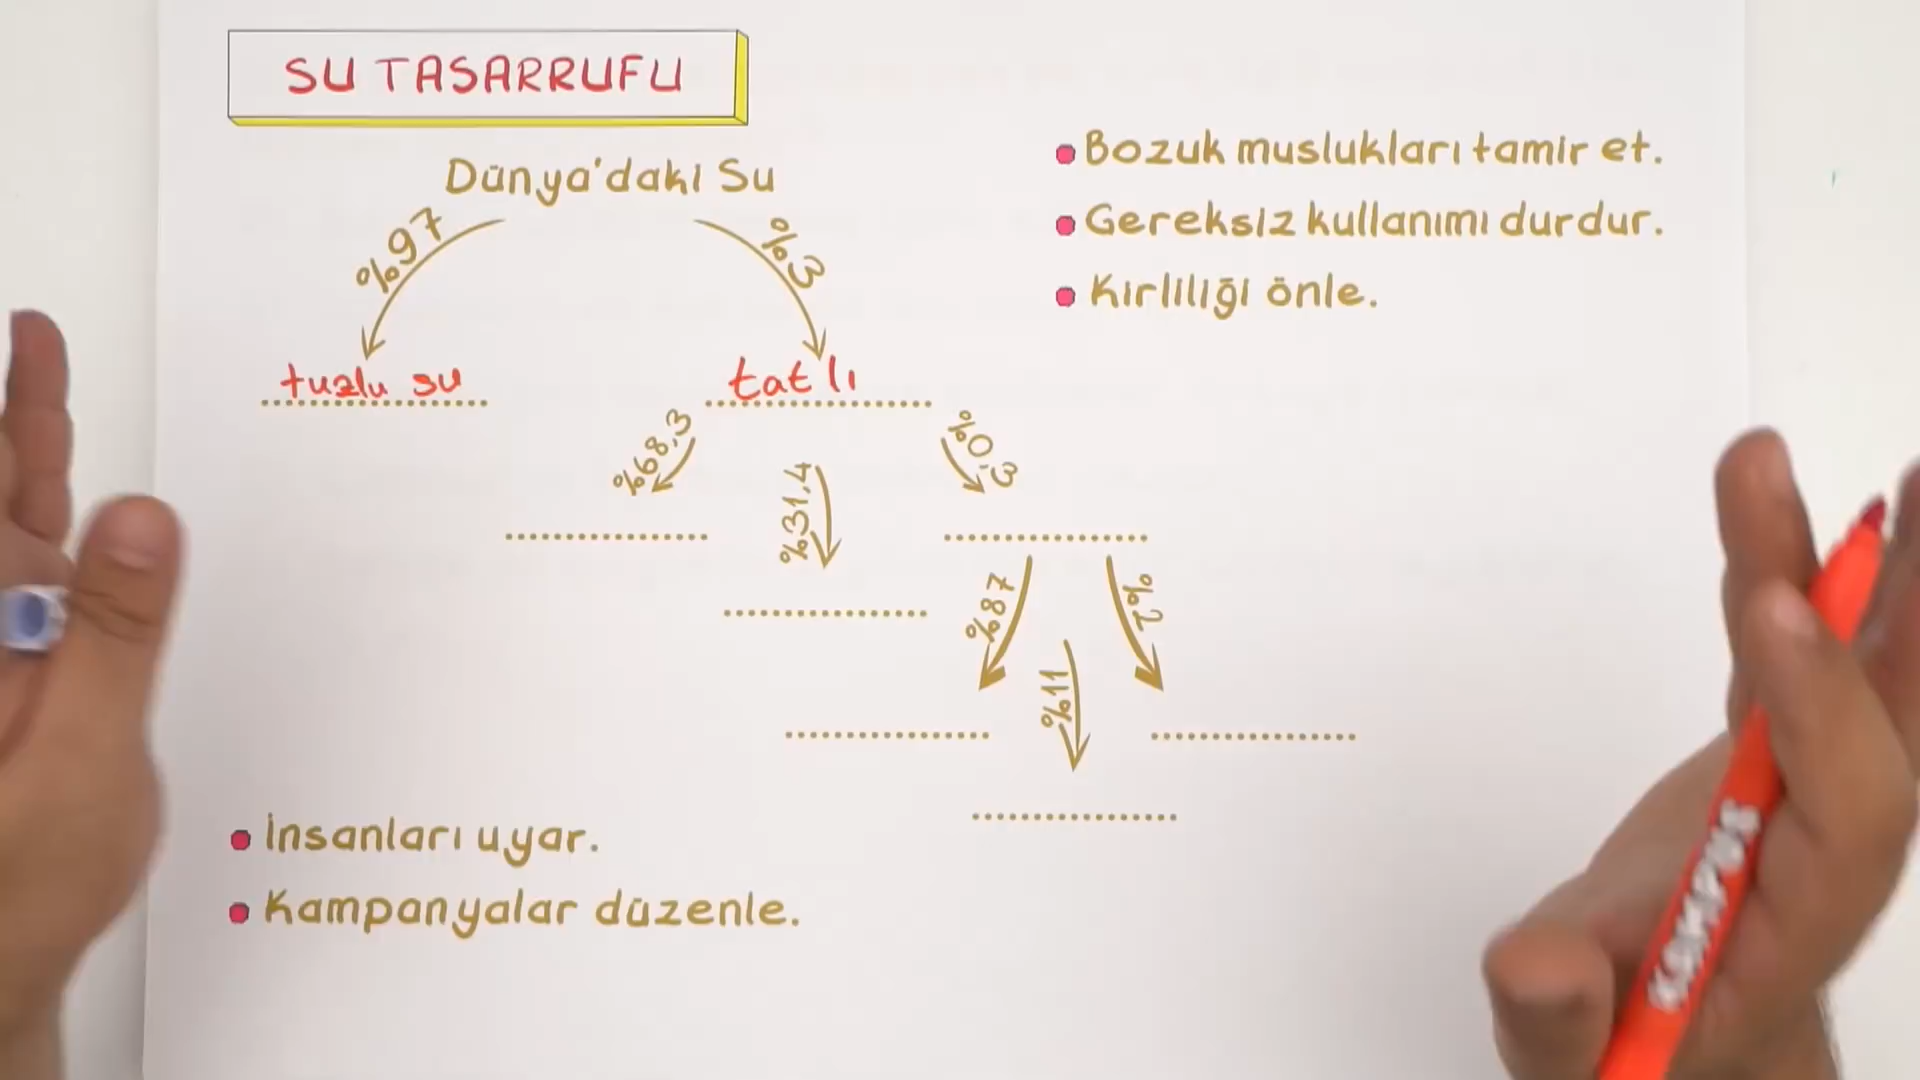 SU TASARRUFU
Dünya'daki Su
%97
%3
tuzlu su
tatlı
%68,3
%31,4
%0,3
%87
%11
%2
• Bozuk muslukları tamir et.
• Gereksiz kullanımı durdur.
• Kirliliği önle.
• İnsanları uyar.
• Kampanyalar düzenle.
KAMPÜS